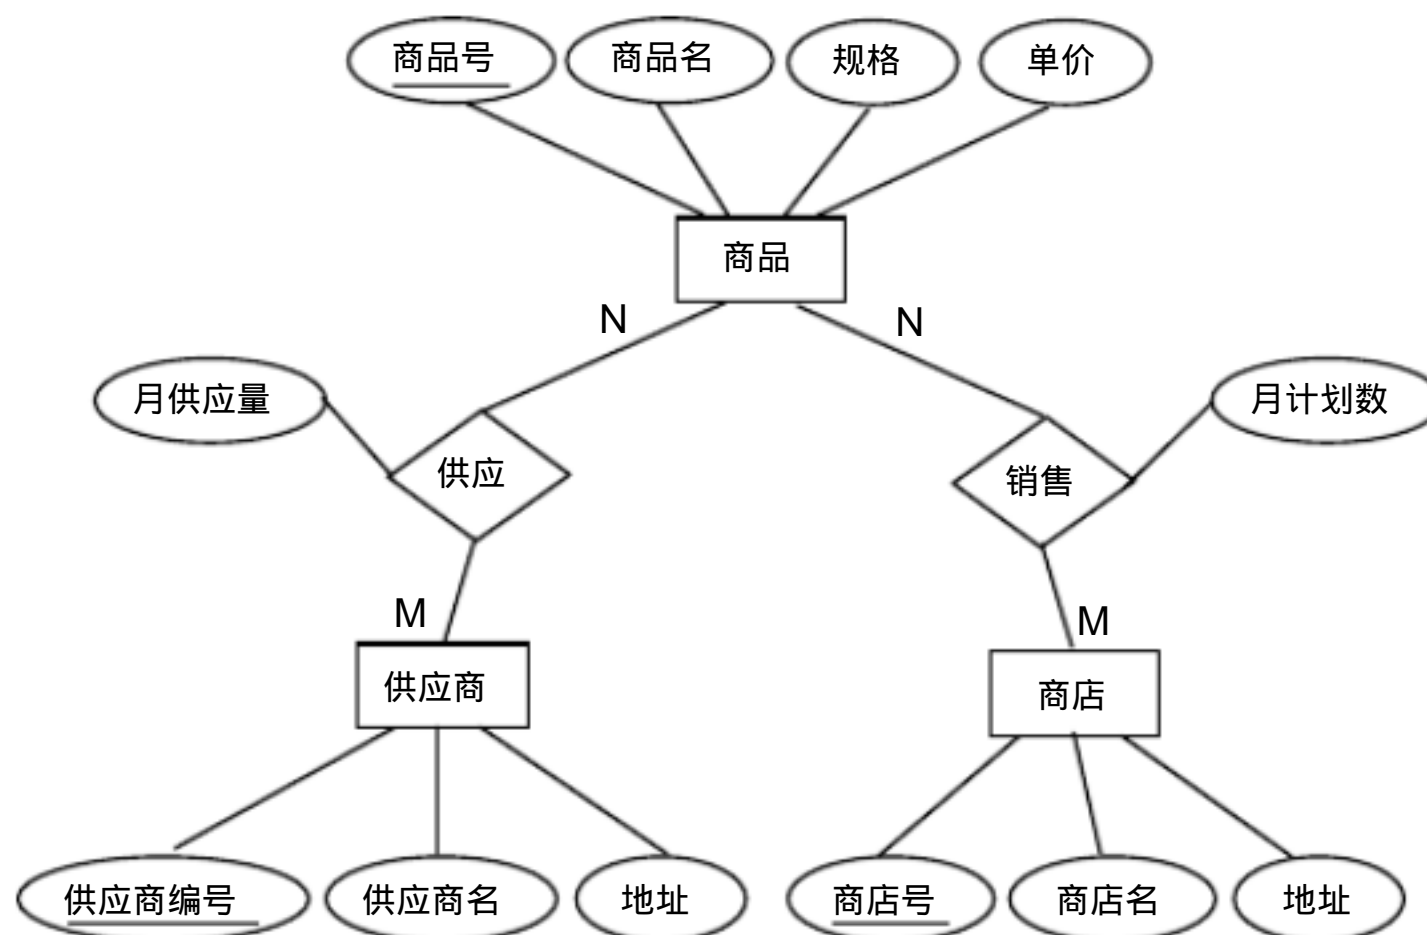 商品号 商品名 规格 单价
商品
N N
月供应量 月计划数
供应 销售
M M
供应商 商店
供应商编号 供应商名 地址 商店号 商店名 地址